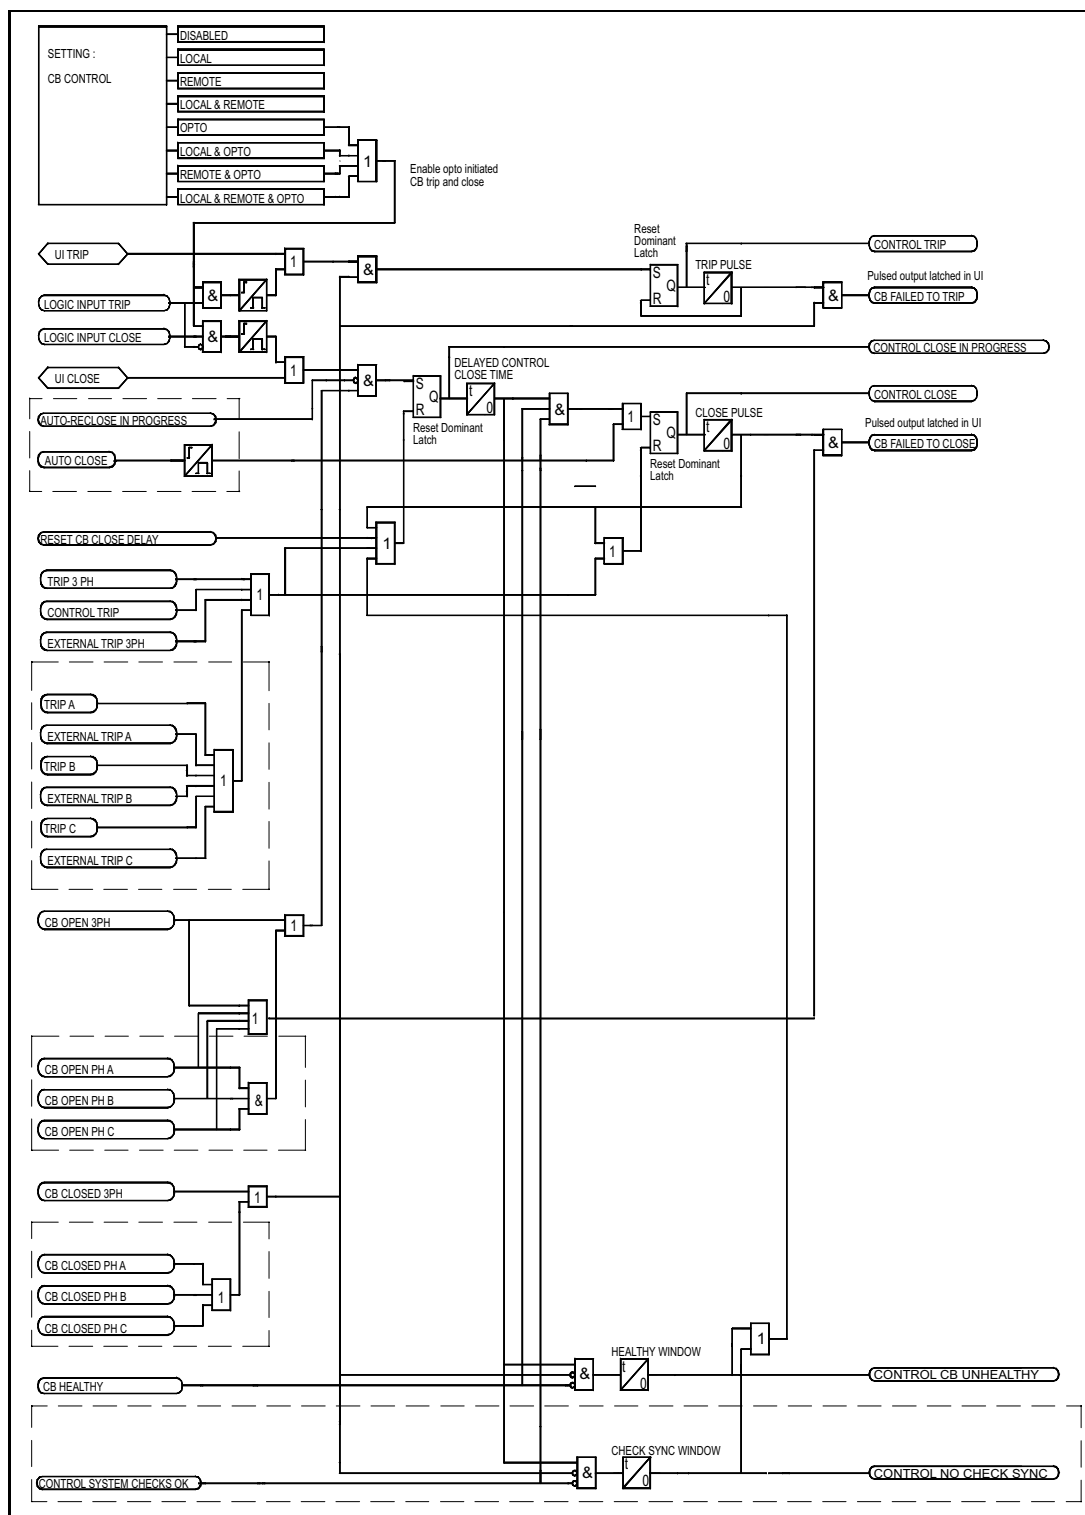 SETTING :
CB CONTROL
DISABLED
LOCAL
REMOTE
LOCAL & REMOTE
OPTO
LOCAL & OPTO
REMOTE & OPTO
LOCAL & REMOTE & OPTO
1
Enable opto initiated
CB trip and close
UI TRIP
1
&
Reset
Dominant
Latch
S
Q
R
TRIP PULSE
t
0
CONTROL TRIP
Pulsed output latched in UI
&
CB FAILED TO TRIP
LOGIC INPUT TRIP
&
LOGIC INPUT CLOSE
&
UI CLOSE
1
&
S
Q
R
Reset Dominant
Latch
DELAYED CONTROL
CLOSE TIME
t
0
CONTROL CLOSE IN PROGRESS
&
1
S
Q
R
Reset Dominant
Latch
CLOSE PULSE
t
0
CONTROL CLOSE
Pulsed output latched in UI
&
CB FAILED TO CLOSE
AUTO-RECLOSE IN PROGRESS
AUTO CLOSE
RESET CB CLOSE DELAY
1
1
TRIP 3 PH
CONTROL TRIP
EXTERNAL TRIP 3PH
1
TRIP A
EXTERNAL TRIP A
TRIP B
EXTERNAL TRIP B
TRIP C
EXTERNAL TRIP C
1
CB OPEN 3PH
1
1
CB OPEN PH A
CB OPEN PH B
CB OPEN PH C
&
CB CLOSED 3PH
1
CB CLOSED PH A
CB CLOSED PH B
CB CLOSED PH C
1
CB HEALTHY
&
HEALTHY WINDOW
t
0
1
CONTROL CB UNHEALTHY
CONTROL SYSTEM CHECKS OK
&
CHECK SYNC WINDOW
t
0
CONTROL NO CHECK SYNC